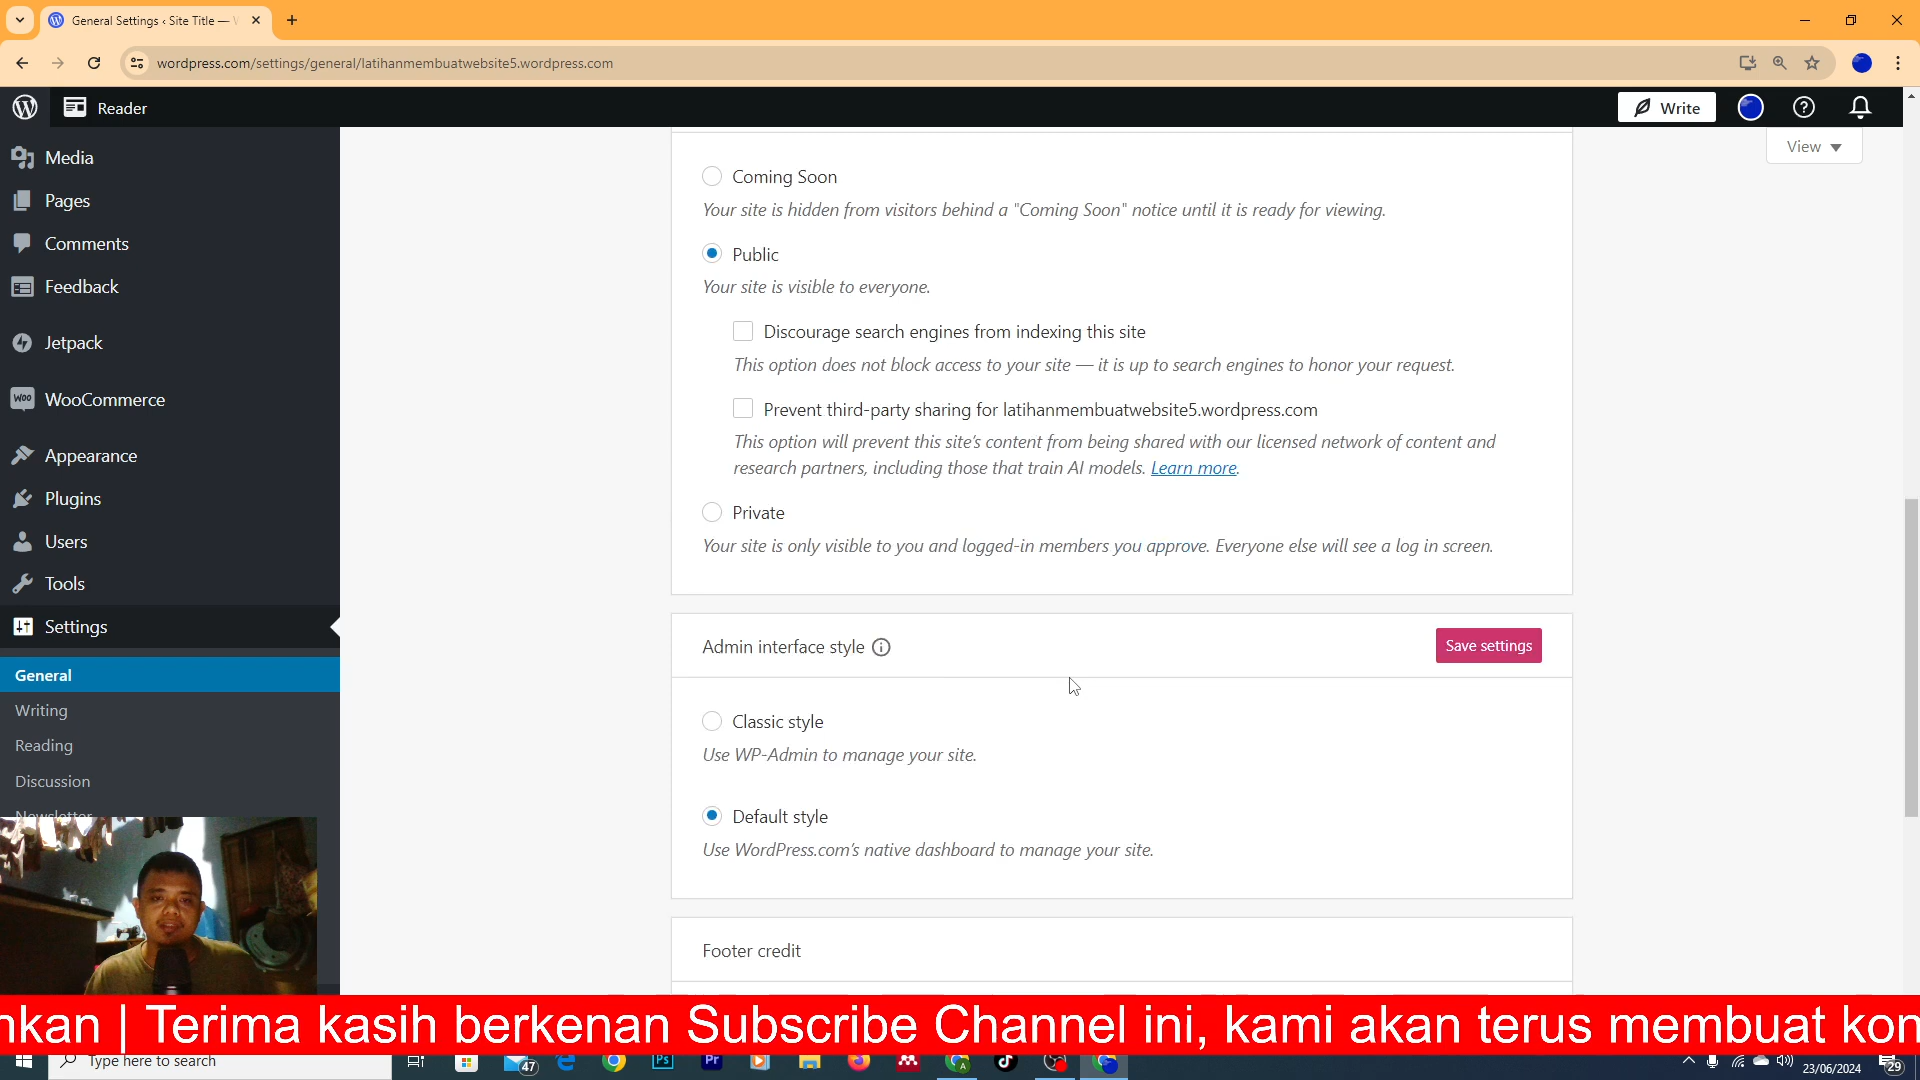 General Settings ‹ Site Title —
wordpress.com/settings/general/latihanmembuatwebsite5.wordpress.com
Reader
Write
View
Media
Pages
Comments
Feedback
Jetpack
WooCommerce
Appearance
Plugins
Users
Tools
Settings
General
Writing
Reading
Discussion
Newsletter
Coming Soon
Your site is hidden from visitors behind a "Coming Soon" notice until it is ready for viewing.
Public
Your site is visible to everyone.
Discourage search engines from indexing this site
This option does not block access to your site — it is up to search engines to honor your request.
Prevent third-party sharing for latihanmembuatwebsite5.wordpress.com
This option will prevent this site's content from being shared with our licensed network of content and
research partners, including those that train AI models. Learn more.
Private
Your site is only visible to you and logged-in members you approve. Everyone else will see a log in screen.
Admin interface style
Save settings
Classic style
Use WP-Admin to manage your site.
Default style
Use WordPress.com's native dashboard to manage your site.
Footer credit
nkan | Terima kasih berkenan Subscribe Channel ini, kami akan terus membuat kon
Type here to search
47
Ps
Pr
A
23/06/2024
29